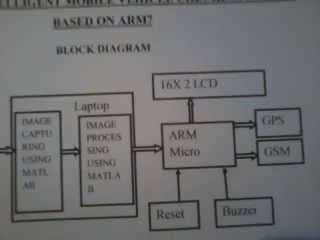 BASED ON ARM7
BLOCK DIAGRAM
16X 2 LCD
Laptop
IMAGE
CAPTU
RING
USING
MATL
AB
IMAGE
PROCES
SING
USING
MATLA
B
ARM
Micro
GPS
GSM
Reset
Buzzer